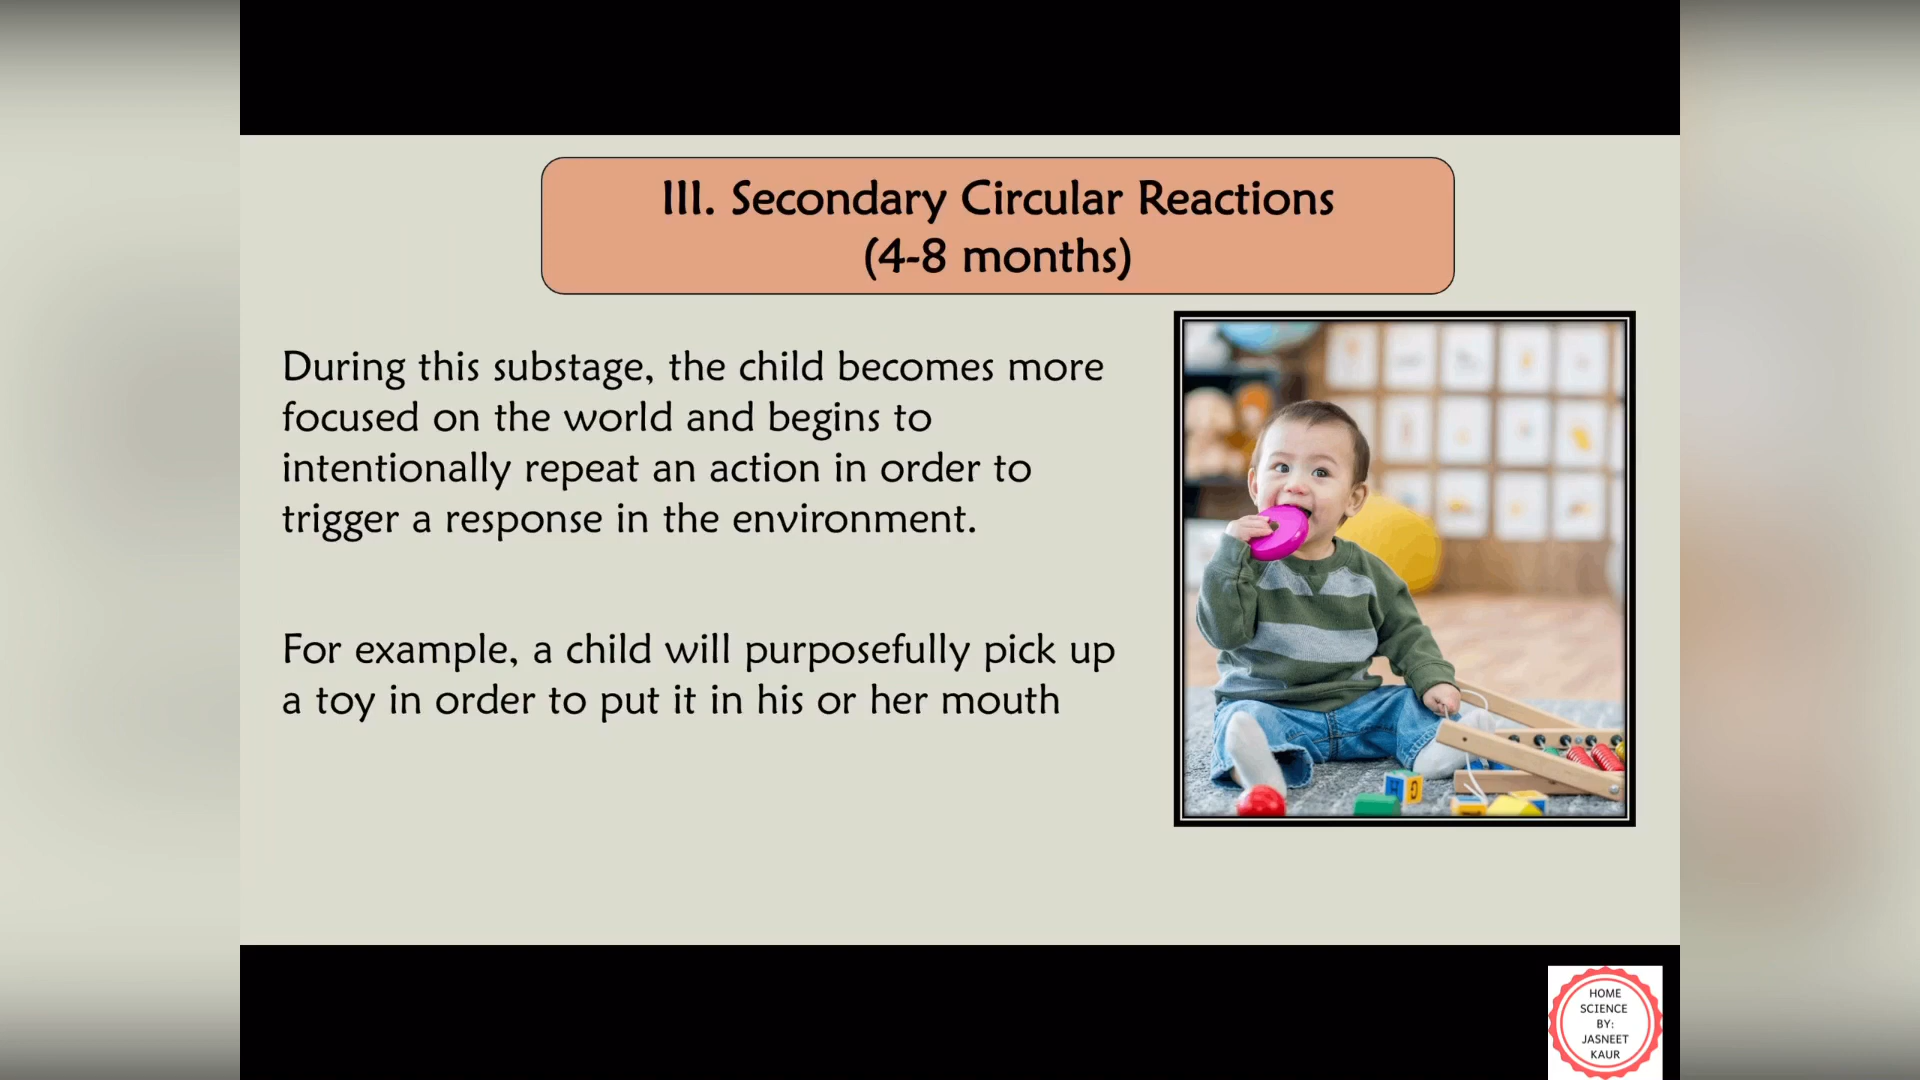 III. Secondary Circular Reactions
(4-8 months)
During this substage, the child becomes more
focused on the world and begins to
intentionally repeat an action in order to
trigger a response in the environment.
For example, a child will purposefully pick up
a toy in order to put it in his or her mouth
G
HOME
SCIENCE
BY:
JASNEET
KAUR